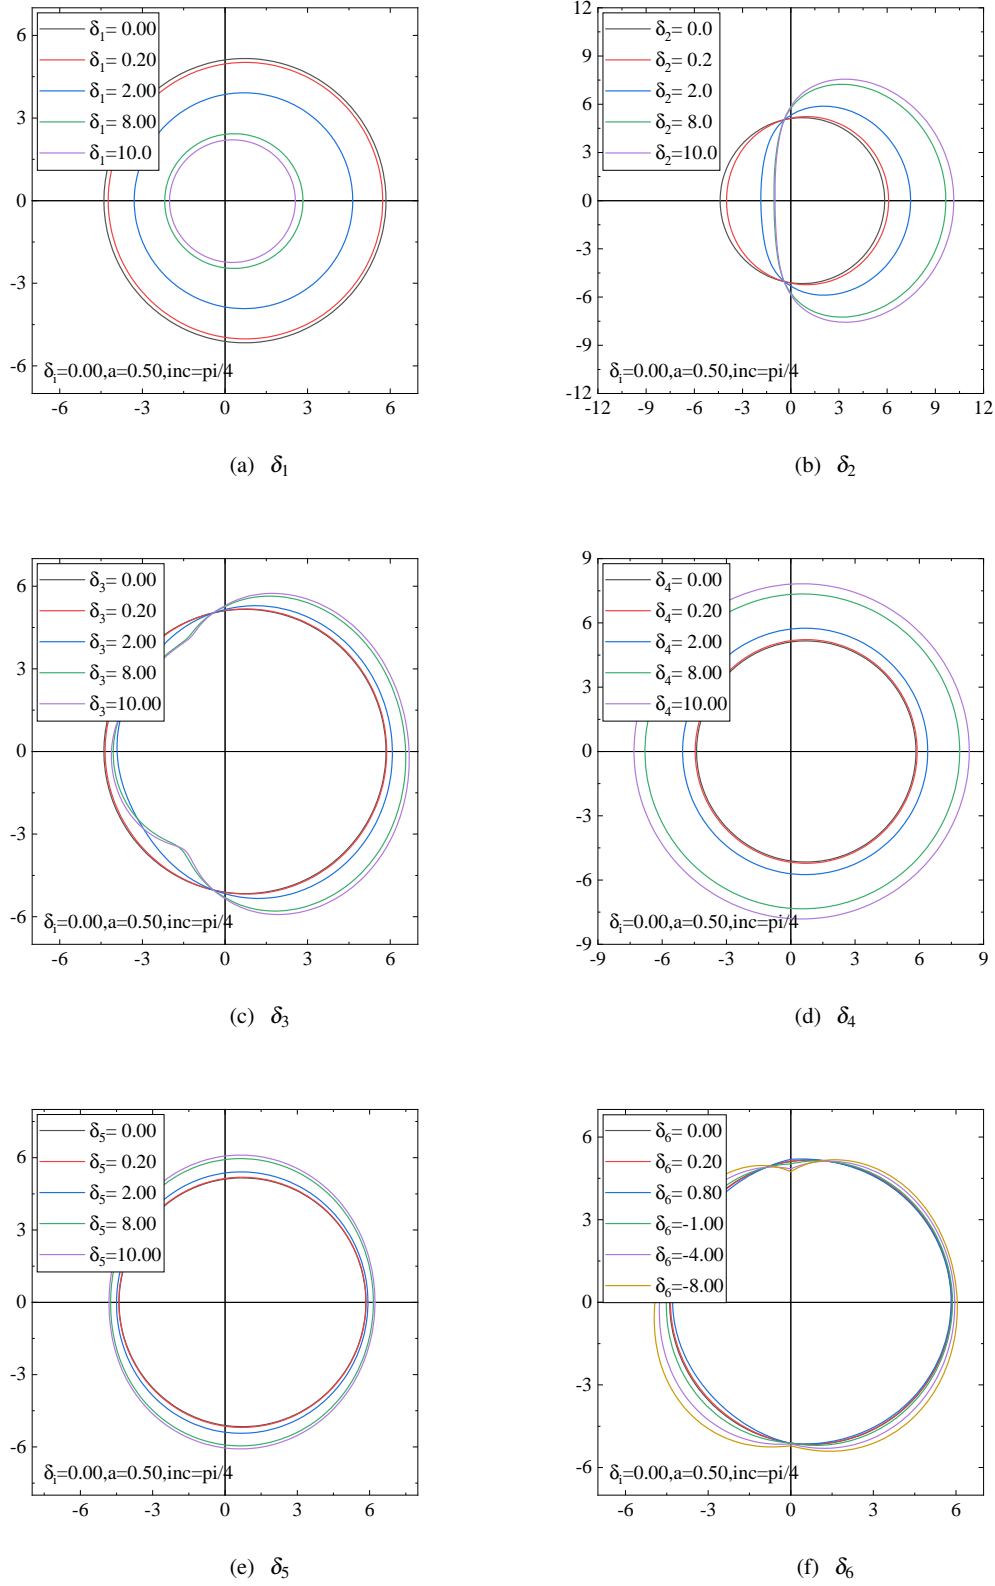 δ1= 0.00
δ1= 0.20
δ1= 2.00
δ1= 8.00
δ1= 10.0
6
3
0
-3
-6
δi=0.00,a=0.50,inc=pi/4
-6 -3 0 3 6
(a) δ1
δ2= 0.0
δ2= 0.2
δ2= 2.0
δ2= 8.0
δ2= 10.0
12
9
6
3
0
-3
-6
-9
-12
δi=0.00,a=0.50,inc=pi/4
-12 -9 -6 -3 0 3 6 9 12
(b) δ2
δ3= 0.00
δ3= 0.20
δ3= 2.00
δ3= 8.00
δ3= 10.00
6
3
0
-3
-6
δi=0.00,a=0.50,inc=pi/4
-6 -3 0 3 6
(c) δ3
δ4= 0.00
δ4= 0.20
δ4= 2.00
δ4= 8.00
δ4= 10.00
9
6
3
0
-3
-6
-9
δi=0.00,a=0.50,inc=pi/4
-9 -6 -3 0 3 6 9
(d) δ4
δ5= 0.00
δ5= 0.20
δ5= 2.00
δ5= 8.00
δ5= 10.00
6
3
0
-3
-6
δi=0.00,a=0.50,inc=pi/4
-6 -3 0 3 6
(e) δ5
δ6= 0.00
δ6= 0.20
δ6= 0.80
δ6= -1.00
δ6= -4.00
δ6= -8.00
6
3
0
-3
-6
δi=0.00,a=0.50,inc=pi/4
-6 -3 0 3 6
(f) δ6